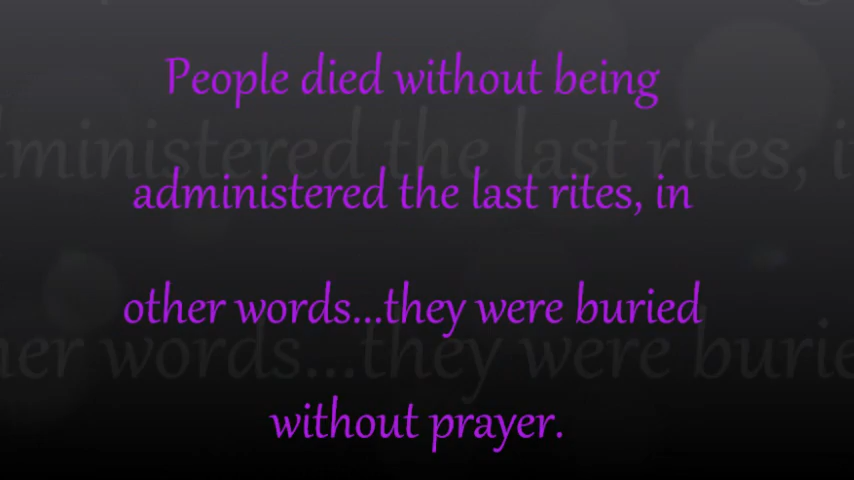 People died without being
administered the last rites, in
other words...they were buried
without prayer.